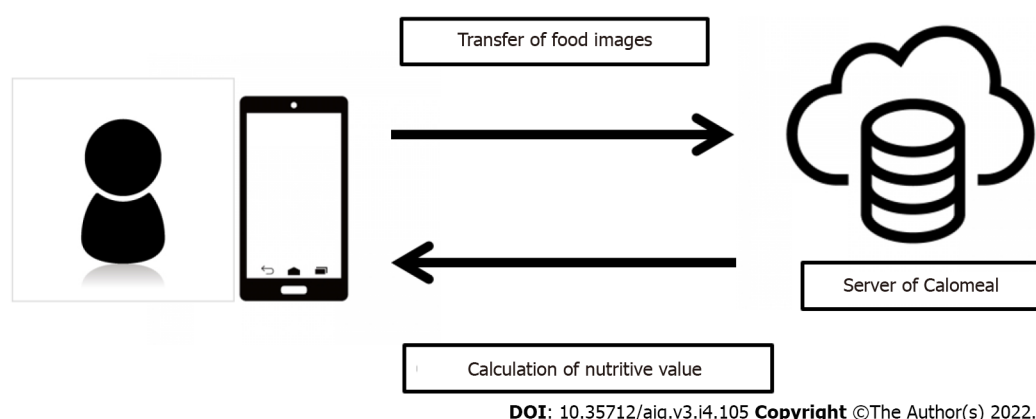 Transfer of food images
Server of Calomeal
Calculation of nutritive value
DOI: 10.35712/aig.v3.i4.105 Copyright ©The Author(s) 2022.